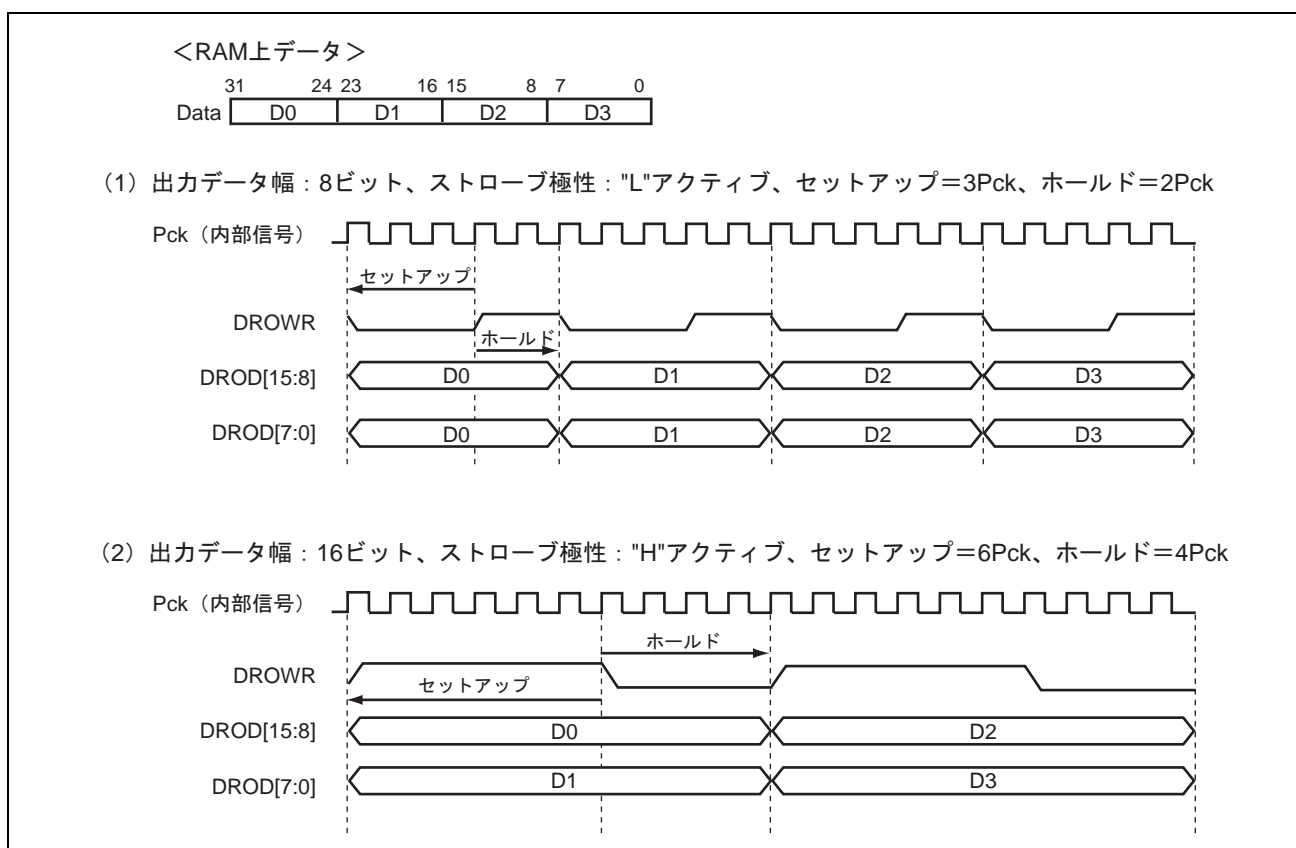 ＜RAM上データ＞
31 24 23 16 15 8 7 0
Data D0 D1 D2 D3
（1）出力データ幅：8ビット、ストローブ極性："L"アクティブ、セットアップ＝3Pck、ホールド＝2Pck
Pck（内部信号）
セットアップ
DROWR
ホールド
DROD[15:8] D0 D1 D2 D3
DROD[7:0] D0 D1 D2 D3
（2）出力データ幅：16ビット、ストローブ極性："H"アクティブ、セットアップ＝6Pck、ホールド＝4Pck
Pck（内部信号）
ホールド
DROWR
セットアップ
DROD[15:8] D0 D2
DROD[7:0] D1 D3